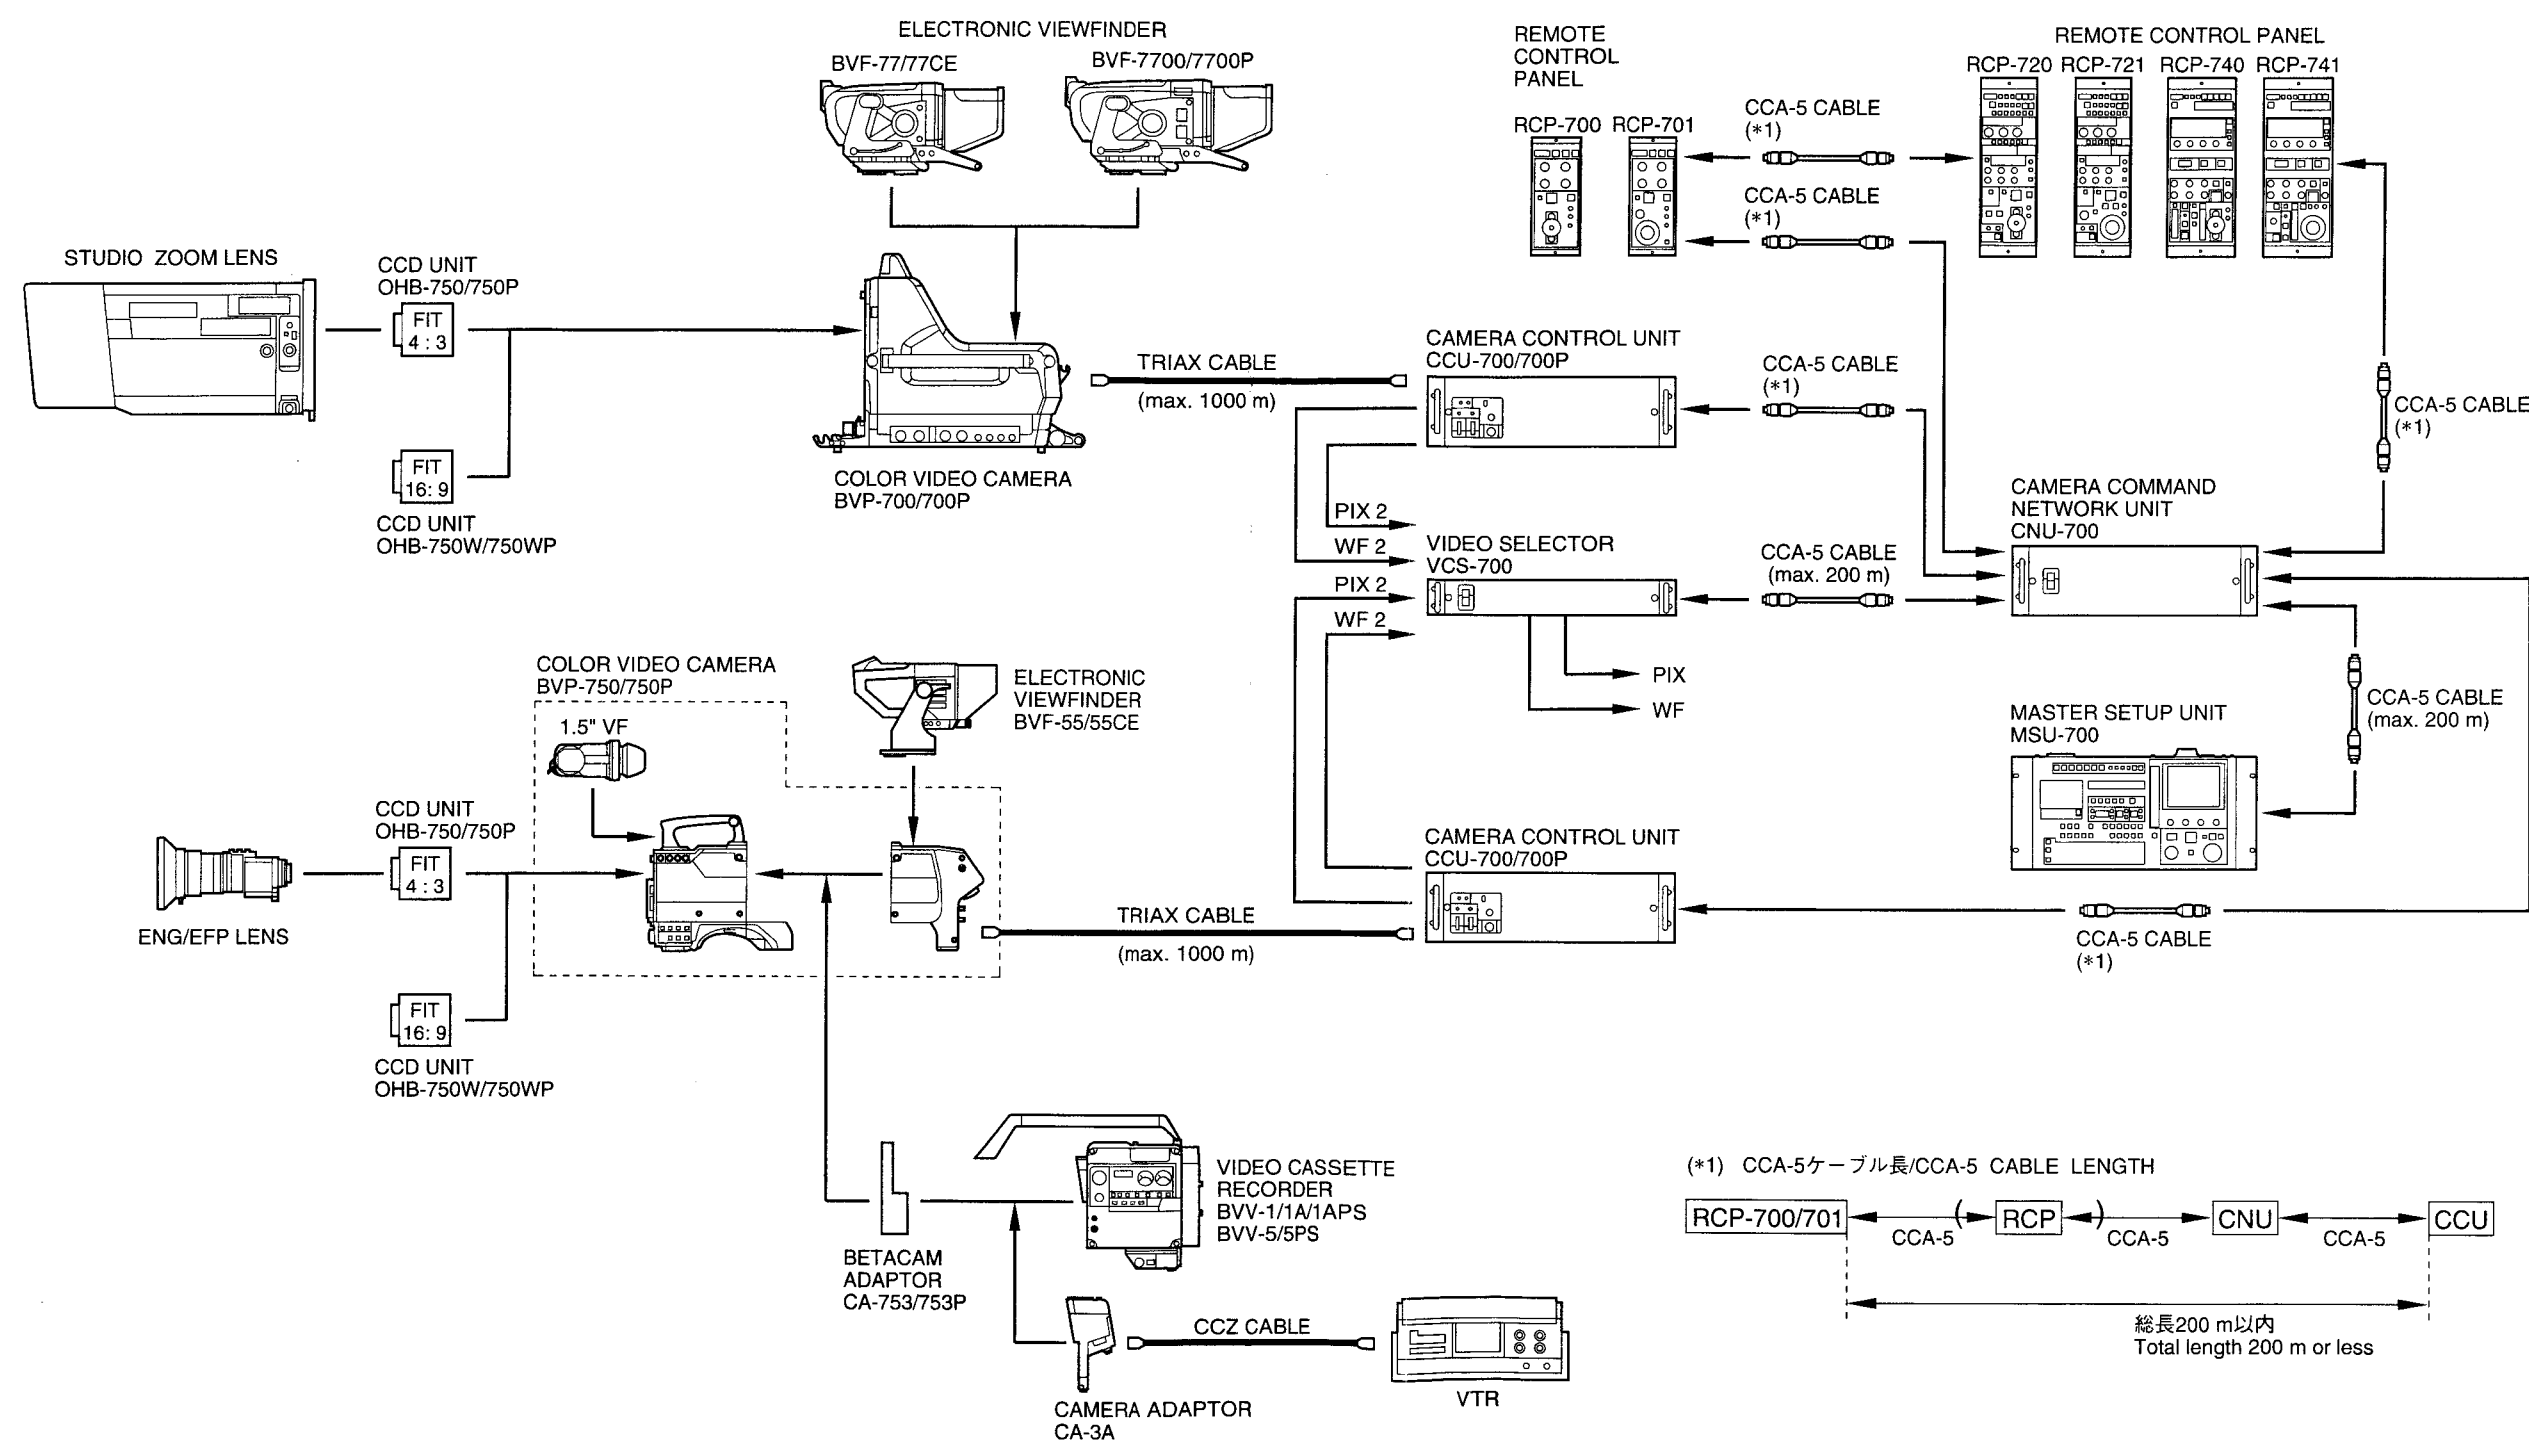 ELECTRONIC VIEWFINDER
BVF-77/77CE
BVF-7700/7700P
REMOTE
CONTROL
PANEL
RCP-700
RCP-701
CCA-5 CABLE
(*1)
CCA-5 CABLE
(*1)
REMOTE CONTROL PANEL
RCP-720
RCP-721
RCP-740
RCP-741
STUDIO ZOOM LENS
CCD UNIT
OHB-750/750P
FIT
4 : 3
FIT
16: 9
CCD UNIT
OHB-750W/750WP
COLOR VIDEO CAMERA
BVP-700/700P
TRIAX CABLE
(max. 1000 m)
CAMERA CONTROL UNIT
CCU-700/700P
CCA-5 CABLE
(*1)
CCA-5 CABLE
(*1)
PIX 2
WF 2
PIX 2
WF 2
VIDEO SELECTOR
VCS-700
CCA-5 CABLE
(max. 200 m)
CAMERA COMMAND
NETWORK UNIT
CNU-700
PIX
WF
CCA-5 CABLE
(max. 200 m)
MASTER SETUP UNIT
MSU-700
COLOR VIDEO CAMERA
BVP-750/750P
1.5" VF
ELECTRONIC
VIEWFINDER
BVF-55/55CE
CCD UNIT
OHB-750/750P
FIT
4 : 3
ENG/EFP LENS
FIT
16: 9
CCD UNIT
OHB-750W/750WP
TRIAX CABLE
(max. 1000 m)
CAMERA CONTROL UNIT
CCU-700/700P
CCA-5 CABLE
(*1)
VIDEO CASSETTE
RECORDER
BVV-1/1A/1APS
BVV-5/5PS
BETACAM
ADAPTOR
CA-753/753P
CCZ CABLE
CAMERA ADAPTOR
CA-3A
VTR
(*1) CCA-5ケーブル長/CCA-5 CABLE LENGTH
RCP-700/701
( RCP )
CNU
CCU
CCA-5
CCA-5
CCA-5
総長200 m以内
Total length 200 m or less